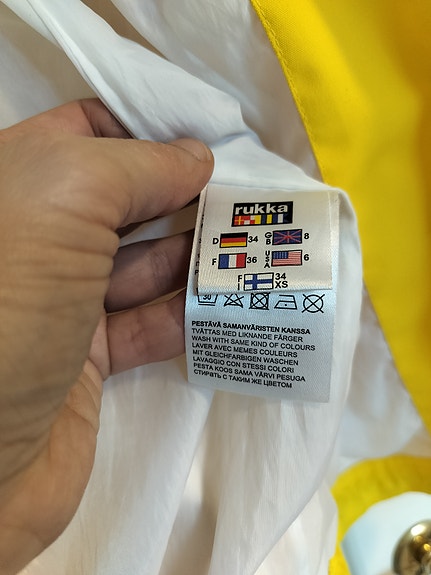 rukka
D 34 GB 8
F 36 USA 6
FI 34
XS
30
PESTÄVÄ SAMANVÄRISTEN KANSSA
TVÄTTAS MED LIKNANDE FÄRGER
WASH WITH SAME KIND OF COLOURS
LAVER AVEC MEMES COULEURS
MIT GLEICHFARBIGEN WASCHEN
LAVAGGIO CON STESSI COLORI
PESTA KOOS SAMA VÄRVI PESUGA
СТИРАТЬ С ТАКИМ ЖЕ ЦВЕТОМ